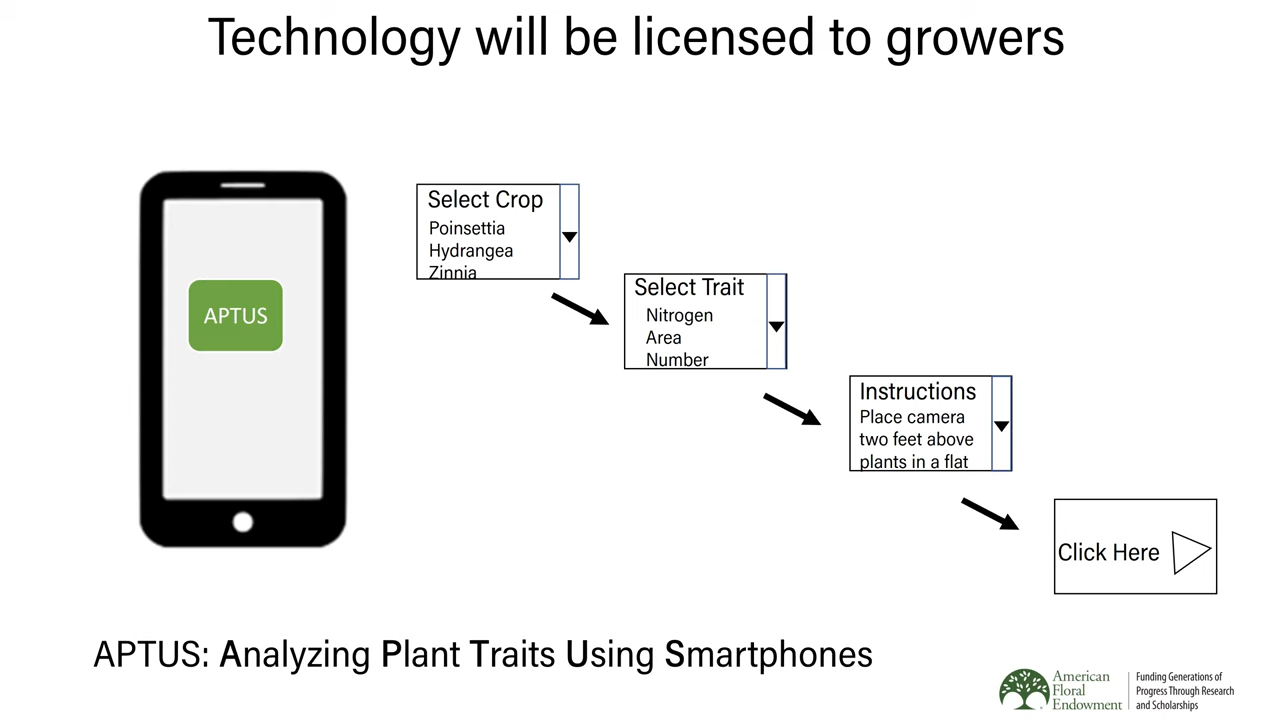 Technology will be licensed to growers
APTUS
Select Crop
Poinsettia
Hydrangea
Zinnia
Select Trait
Nitrogen
Area
Number
Instructions
Place camera
two feet above
plants in a flat
Click Here
APTUS: Analyzing Plant Traits Using Smartphones
American
Floral
Endowment
Funding Generations of
Progress Through Research
and Scholarships